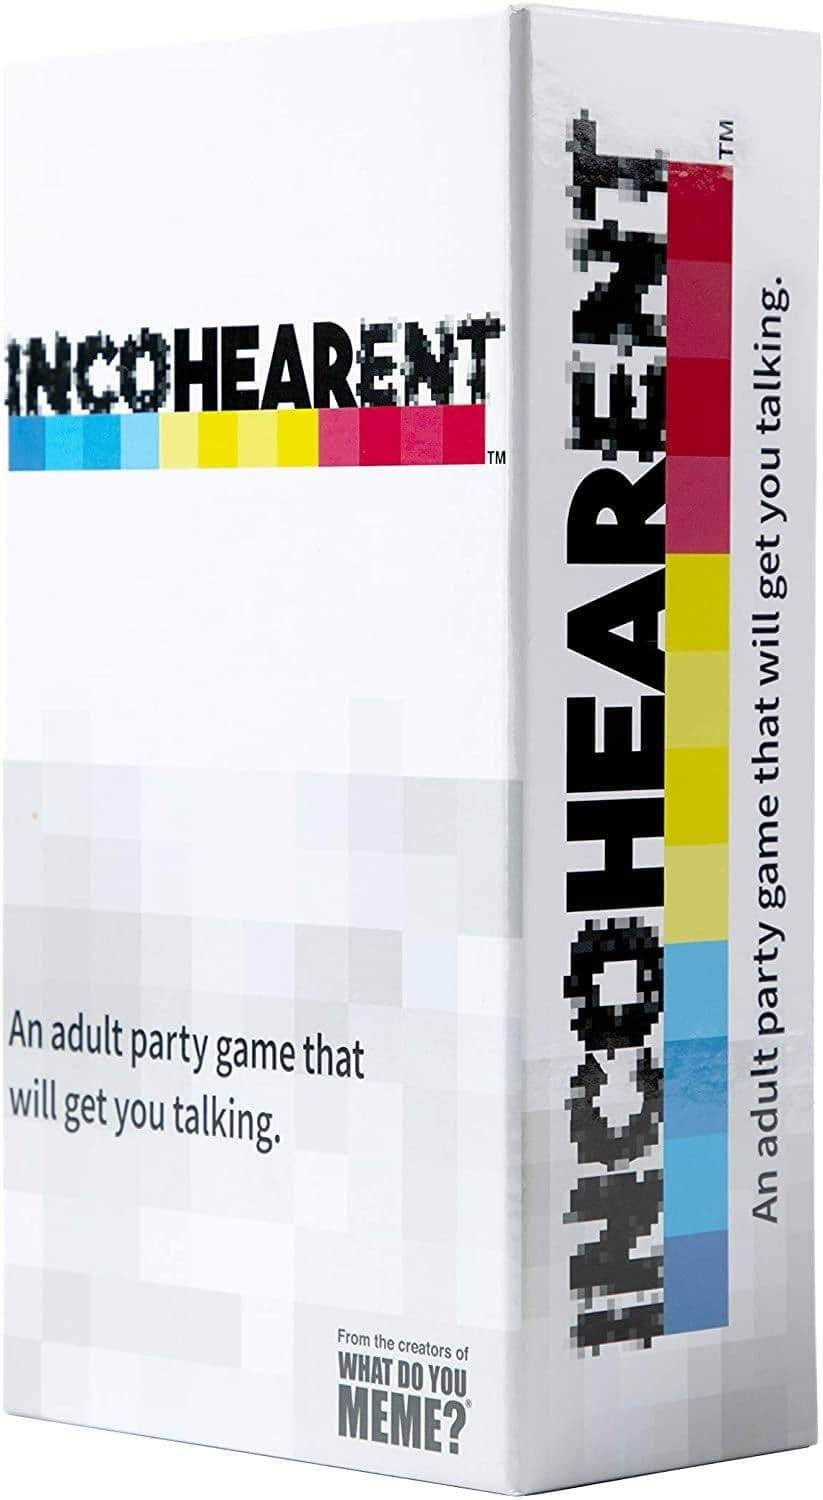 INCOHEARENT
TM
An adult party game that
will get you talking.
From the creators of
WHAT DO YOU
MEME?®
INCOHEARENT
TM
An adult party game that will get you talking.